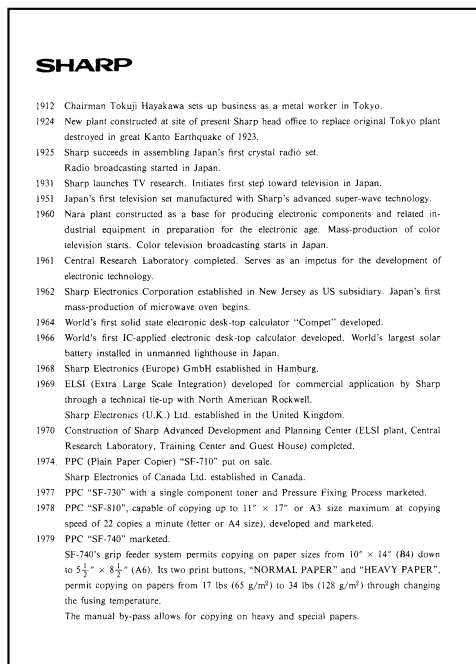 SHARP
1912 Chairman Tokuji Hayakawa sets up business as a metal worker in Tokyo.
1924 New plant constructed at site of present Sharp head office to replace original Tokyo plant
destroyed in great Kanto Earthquake of 1923.
1925 Sharp succeeds in assembling Japan's first crystal radio set.
Radio broadcasting started in Japan.
1931 Sharp launches TV research. Initiates first step toward television in Japan.
1951 Japan's first television set manufactured with Sharp's advanced super-wave technology.
1960 Nara plant constructed as a base for producing electronic components and related in-
dustrial equipment in preparation for the electronic age. Mass-production of color
television starts. Color television broadcasting starts in Japan.
1961 Central Research Laboratory completed. Serves as an impetus for the development of
electronic technology.
1962 Sharp Electronics Corporation established in New Jersey as US subsidiary. Japan's first
mass-production of microwave oven begins.
1964 World's first solid state electronic desk-top calculator "Compet" developed.
1966 World's first IC-applied electronic desk-top calculator developed. World's largest solar
battery installed in unmanned lighthouse in Japan.
1968 Sharp Electronics (Europe) GmbH established in Hamburg.
1969 ELSI (Extra Large Scale Integration) developed for commercial application by Sharp
through a technical tie-up with North American Rockwell.
Sharp Electronics (U.K.) Ltd. established in the United Kingdom.
1970 Construction of Sharp Advanced Development and Planning Center (ELSI plant, Central
Research Laboratory, Training Center and Guest House) completed.
1974 PPC (Plain Paper Copier) "SF-710" put on sale.
Sharp Electronics of Canada Ltd. established in Canada.
1977 PPC "SF-730" with a single component toner and Pressure Fixing Process marketed.
1978 PPC "SF-810", capable of copying up to 11" × 17" or A3 size maximum at copying
speed of 22 copies a minute (letter or A4 size), developed and marketed.
1979 PPC "SF-740" marketed.
SF-740's grip feeder system permits copying on paper sizes from 10" × 14" (B4) down
to 5½" × 8½" (A6). Its two print buttons, "NORMAL PAPER" and "HEAVY PAPER",
permit copying on papers from 17 lbs (65 g/m²) to 34 lbs (128 g/m²) through changing
the fusing temperature.
The manual by-pass allows for copying on heavy and special papers.